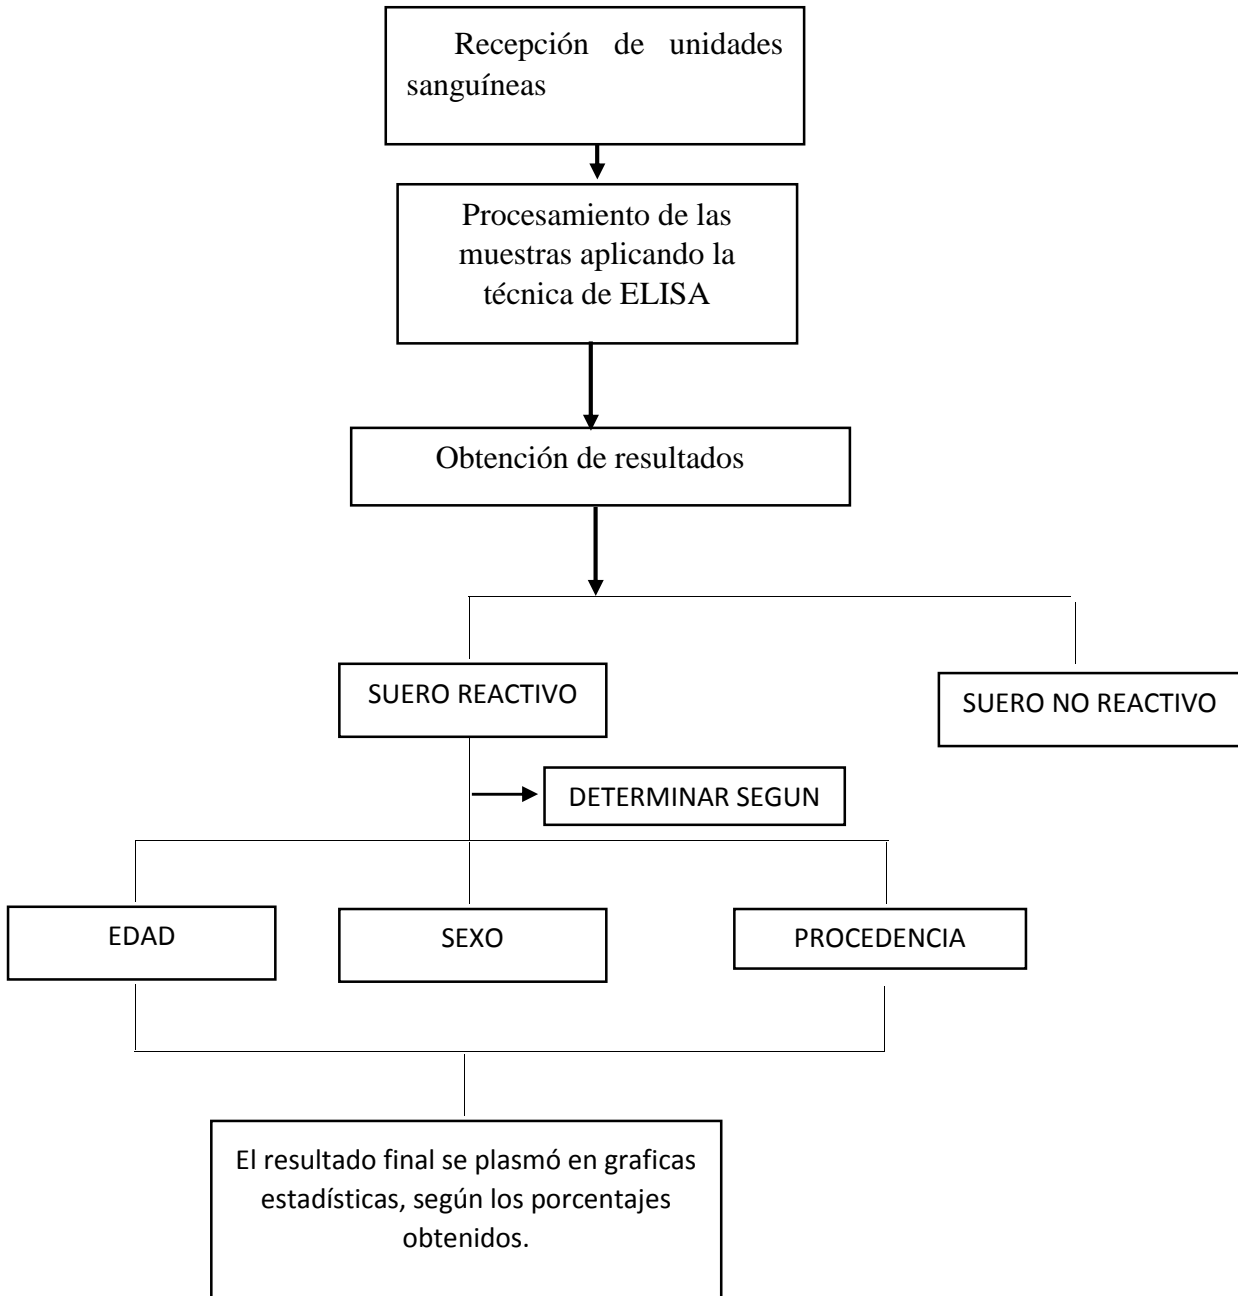 Recepción de unidades
sanguíneas
Procesamiento de las
muestras aplicando la
técnica de ELISA
Obtención de resultados
SUERO REACTIVO
SUERO NO REACTIVO
DETERMINAR SEGUN
EDAD
SEXO
PROCEDENCIA
El resultado final se plasmó en graficas
estadísticas, según los porcentajes
obtenidos.